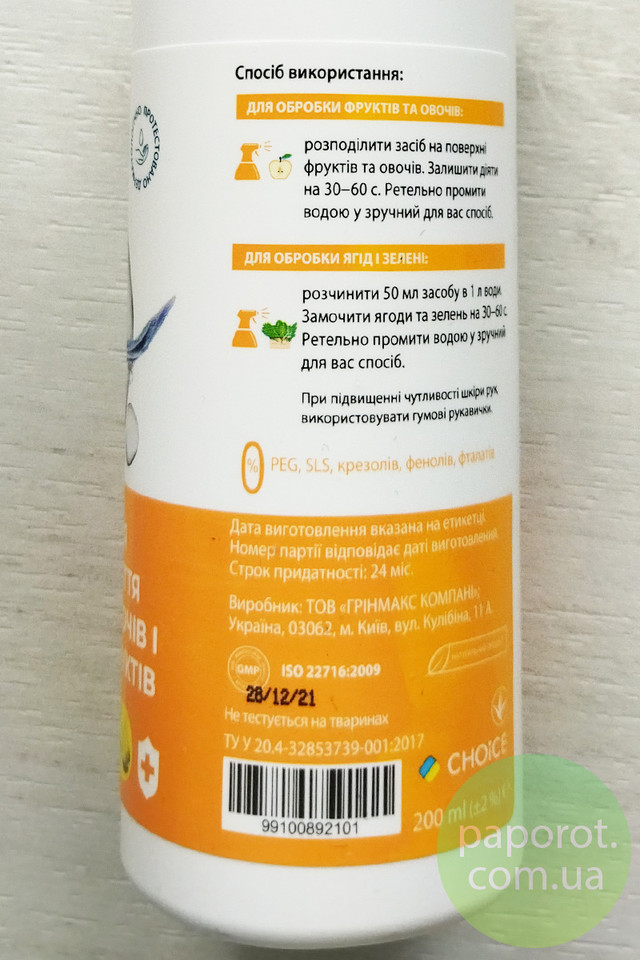 Спосіб використання:
ДЛЯ ОБРОБКИ ФРУКТІВ ТА ОВОЧІВ:
розподілити засіб на поверхні
фруктів та овочів. Залишити діяти
на 30–60 с. Ретельно промити
водою у зручний для вас спосіб.
ДЛЯ ОБРОБКИ ЯГІД І ЗЕЛЕНІ:
розчинити 50 мл засобу в 1 л води.
Замочити ягоди та зелень на 30–60 с.
Ретельно промити водою у зручний
для вас спосіб.
При підвищенні чутливості шкіри рук
використовувати гумові рукавички.
0% PEG, SLS, крезолів, фенолів, фталатів
Дата виготовлення вказана на етикетці.
Номер партії відповідає даті виготовлення.
Строк придатності: 24 міс.
Виробник: ТОВ «ГРІНМАКС КОМПАНІ»;
Україна, 03062, м. Київ, вул. Кулібіна, 11 А.
GMP
ISO 22716:2009
28/12/21
Не тестується на тваринах
ТУ У 20.4-32853739-001:2017
CHOICE
200 ml (±2 %)
99100892101
ПРОТЕСТОВАНО
paporot.
com.ua